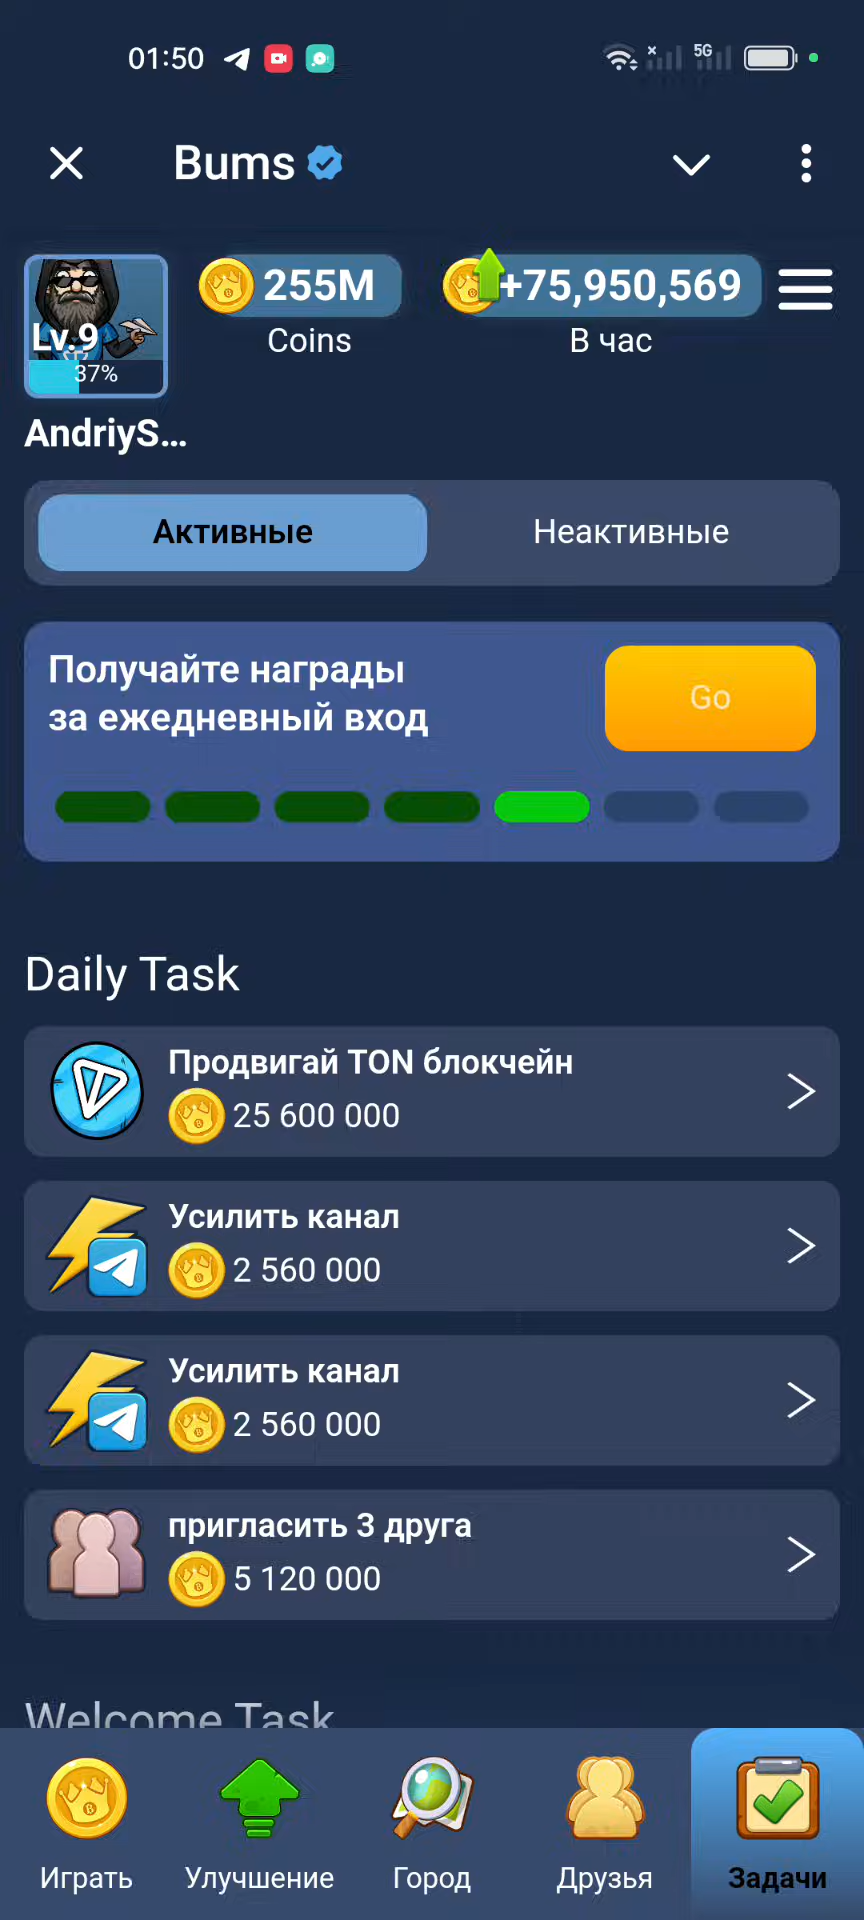 01:50
5G
Bums
255M
Coins
+75,950,569
В час
Lv.9
37%
AndriyS...
Активные
Неактивные
Получайте награды
за ежедневный вход
Go
Daily Task
Продвигай TON блокчейн
25 600 000
Усилить канал
2 560 000
Усилить канал
2 560 000
пригласить 3 друга
5 120 000
Welcome Task
Играть
Улучшение
Город
Друзья
Задачи